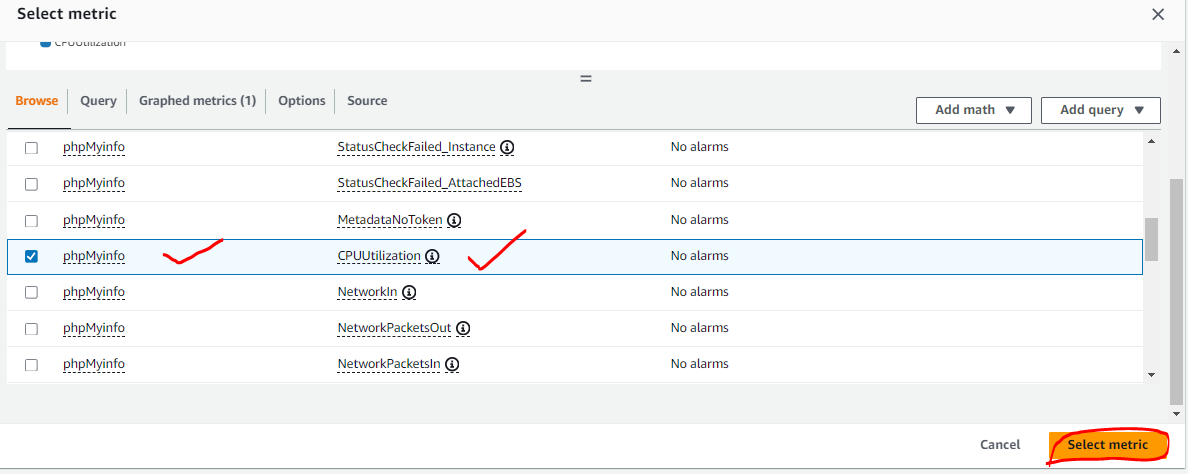 Select metric
CPUUtilization
Browse Query Graphed metrics (1) Options Source Add math Add query
phpMyinfo StatusCheckFailed_Instance No alarms
phpMyinfo StatusCheckFailed_AttachedEBS No alarms
phpMyinfo MetadataNoToken No alarms
phpMyinfo CPUUtilization No alarms
phpMyinfo NetworkIn No alarms
phpMyinfo NetworkPacketsOut No alarms
phpMyinfo NetworkPacketsIn No alarms
Cancel Select metric